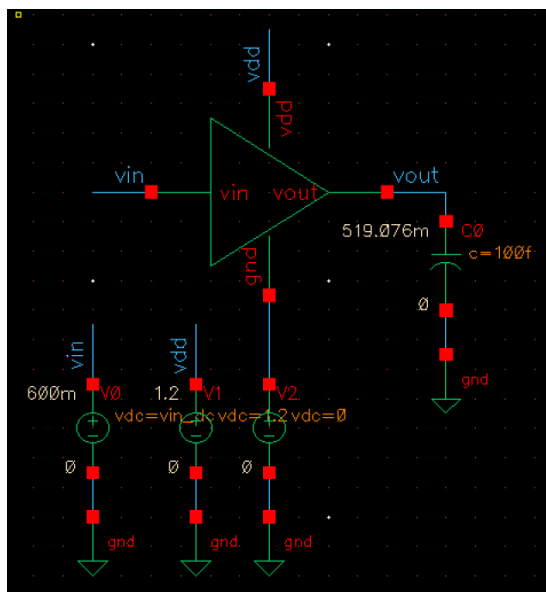 vdd
vdd
vin
vin vout
vout
gnd
519.076m
C0
c=100f
0
gnd
vin
vdd
600m
V0
1.2
V1
V2
vdc=vin_dc
vdc=1.2
vdc=0
0
0
0
gnd
gnd
gnd